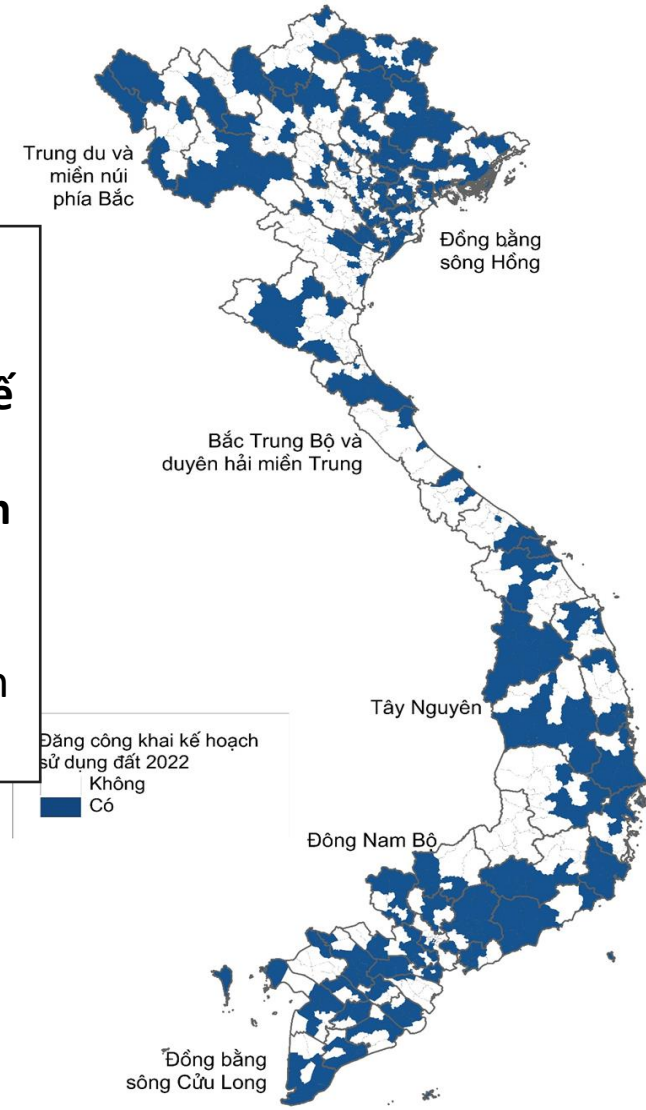 Trung du và
miền núi
phía Bắc
Đồng bằng
sông Hồng
ế
Bắc Trung Bộ và
duyên hải miền Trung
n
n
Tây Nguyên
Đăng công khai kế hoạch
sử dụng đất 2022
Không
Có
Đông Nam Bộ
Đồng bằng
sông Cửu Long